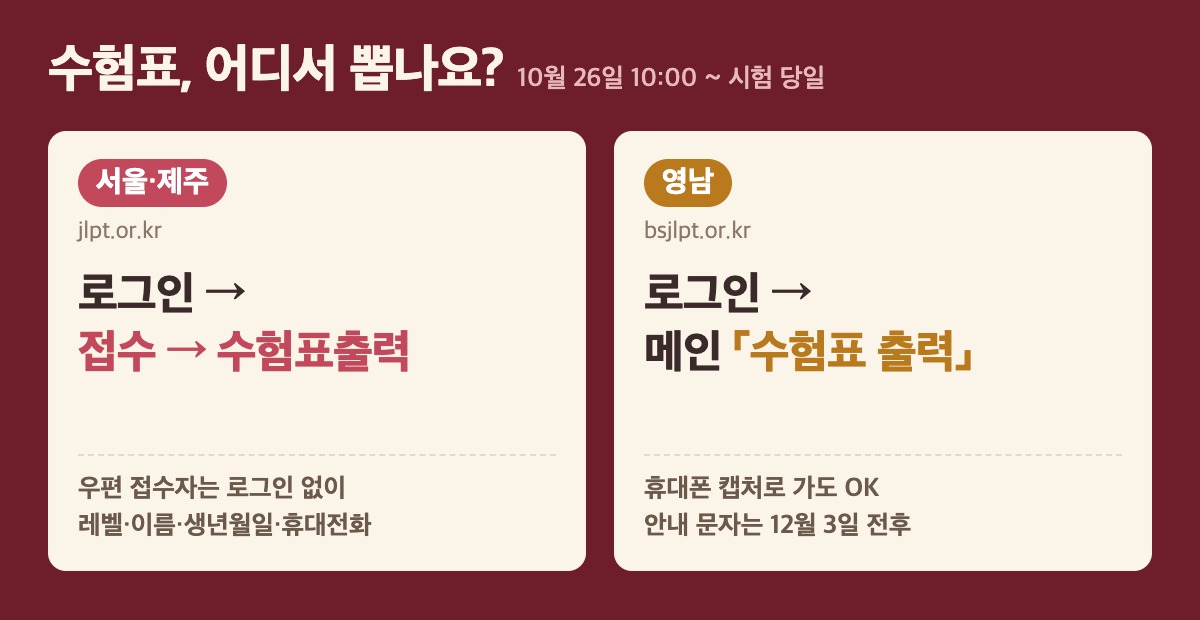 수험표, 어디서 뽑나요? 10월 26일 10:00 ~ 시험 당일
서울·제주
jlpt.or.kr
로그인 →
접수 → 수험표출력
우편 접수자는 로그인 없이
레벨·이름·생년월일·휴대전화
영남
bsjlpt.or.kr
로그인 →
메인 「수험표 출력」
휴대폰 캡처로 가도 OK
안내 문자는 12월 3일 전후